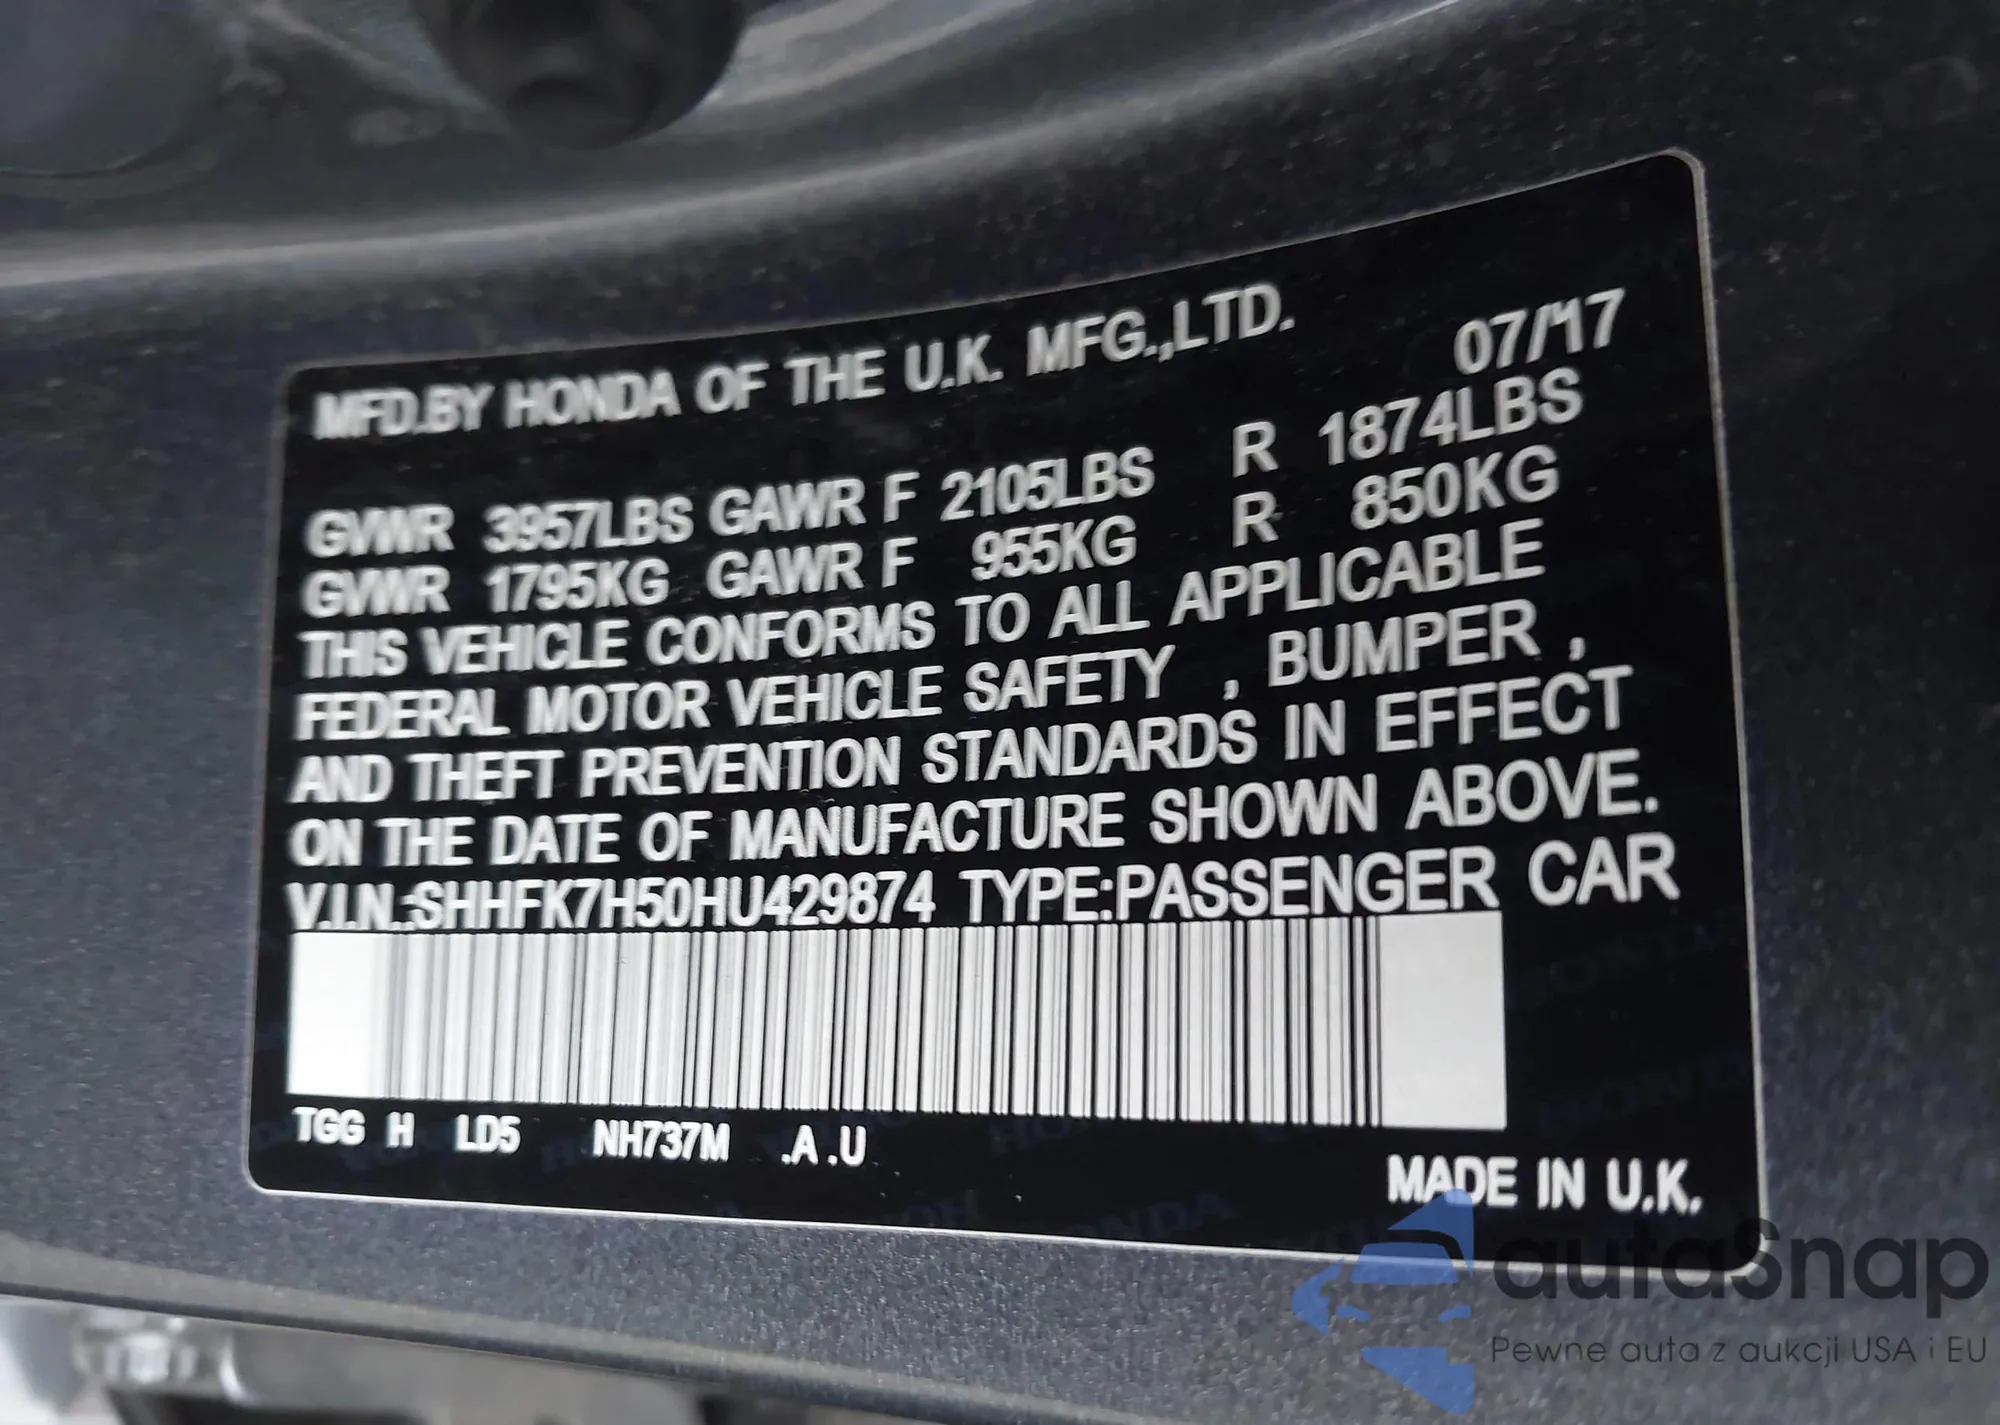 MFD.BY HONDA OF THE U.K. MFG.,LTD. 07/17
GVWR 3957LBS GAWR F 2105LBS R 1874LBS
GVWR 1795KG GAWR F 955KG R 850KG
THIS VEHICLE CONFORMS TO ALL APPLICABLE
FEDERAL MOTOR VEHICLE SAFETY , BUMPER ,
AND THEFT PREVENTION STANDARDS IN EFFECT
ON THE DATE OF MANUFACTURE SHOWN ABOVE.
V.I.N.:SHHFK7H50HU429874 TYPE:PASSENGER CAR
TGG H LD5 NH737M .A .U
MADE IN U.K.
autaSnap
Pewne auta z aukcji USA i EU